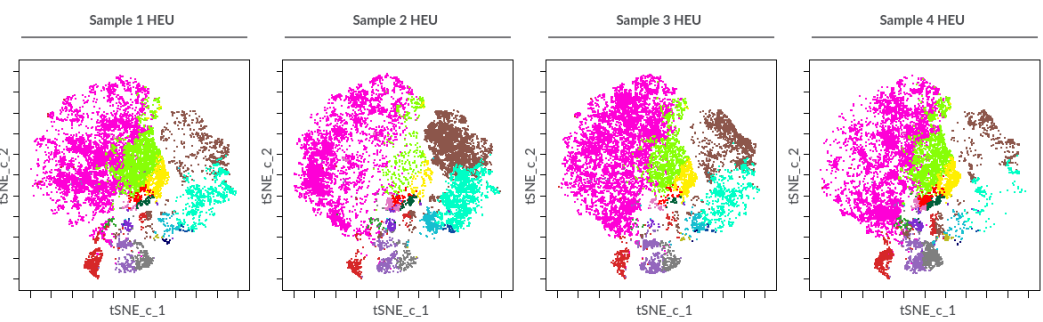 Sample 1 HEU
Sample 2 HEU
Sample 3 HEU
Sample 4 HEU
tSNE_c_2
tSNE_c_2
tSNE_c_2
tSNE_c_2
tSNE_c_1
tSNE_c_1
tSNE_c_1
tSNE_c_1